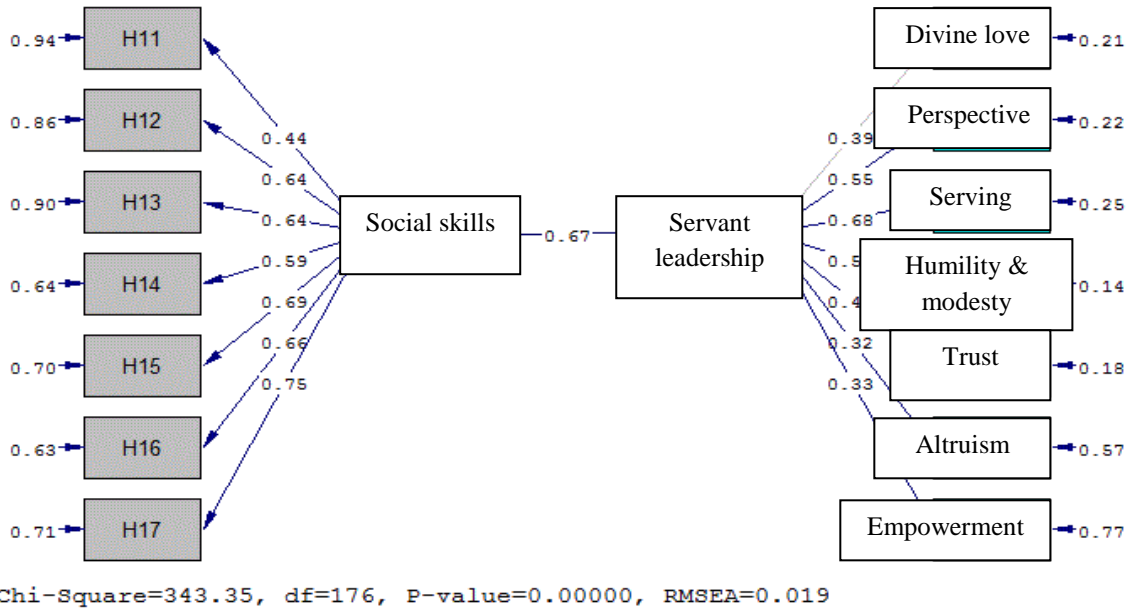 0.94
H11
0.44
0.86
H12
0.64
0.90
H13
0.64
0.64
H14
0.59
0.70
H15
0.69
0.63
H16
0.66
0.71
H17
0.75
Social skills
0.67
Servant
leadership
0.39
Divine love
0.21
0.55
Perspective
0.22
0.68
Serving
0.25
Humility &
modesty
0.14
Trust
0.18
0.32
Altruism
0.57
0.33
Empowerment
0.77
Chi-Square=343.35, df=176, P-value=0.00000, RMSEA=0.019